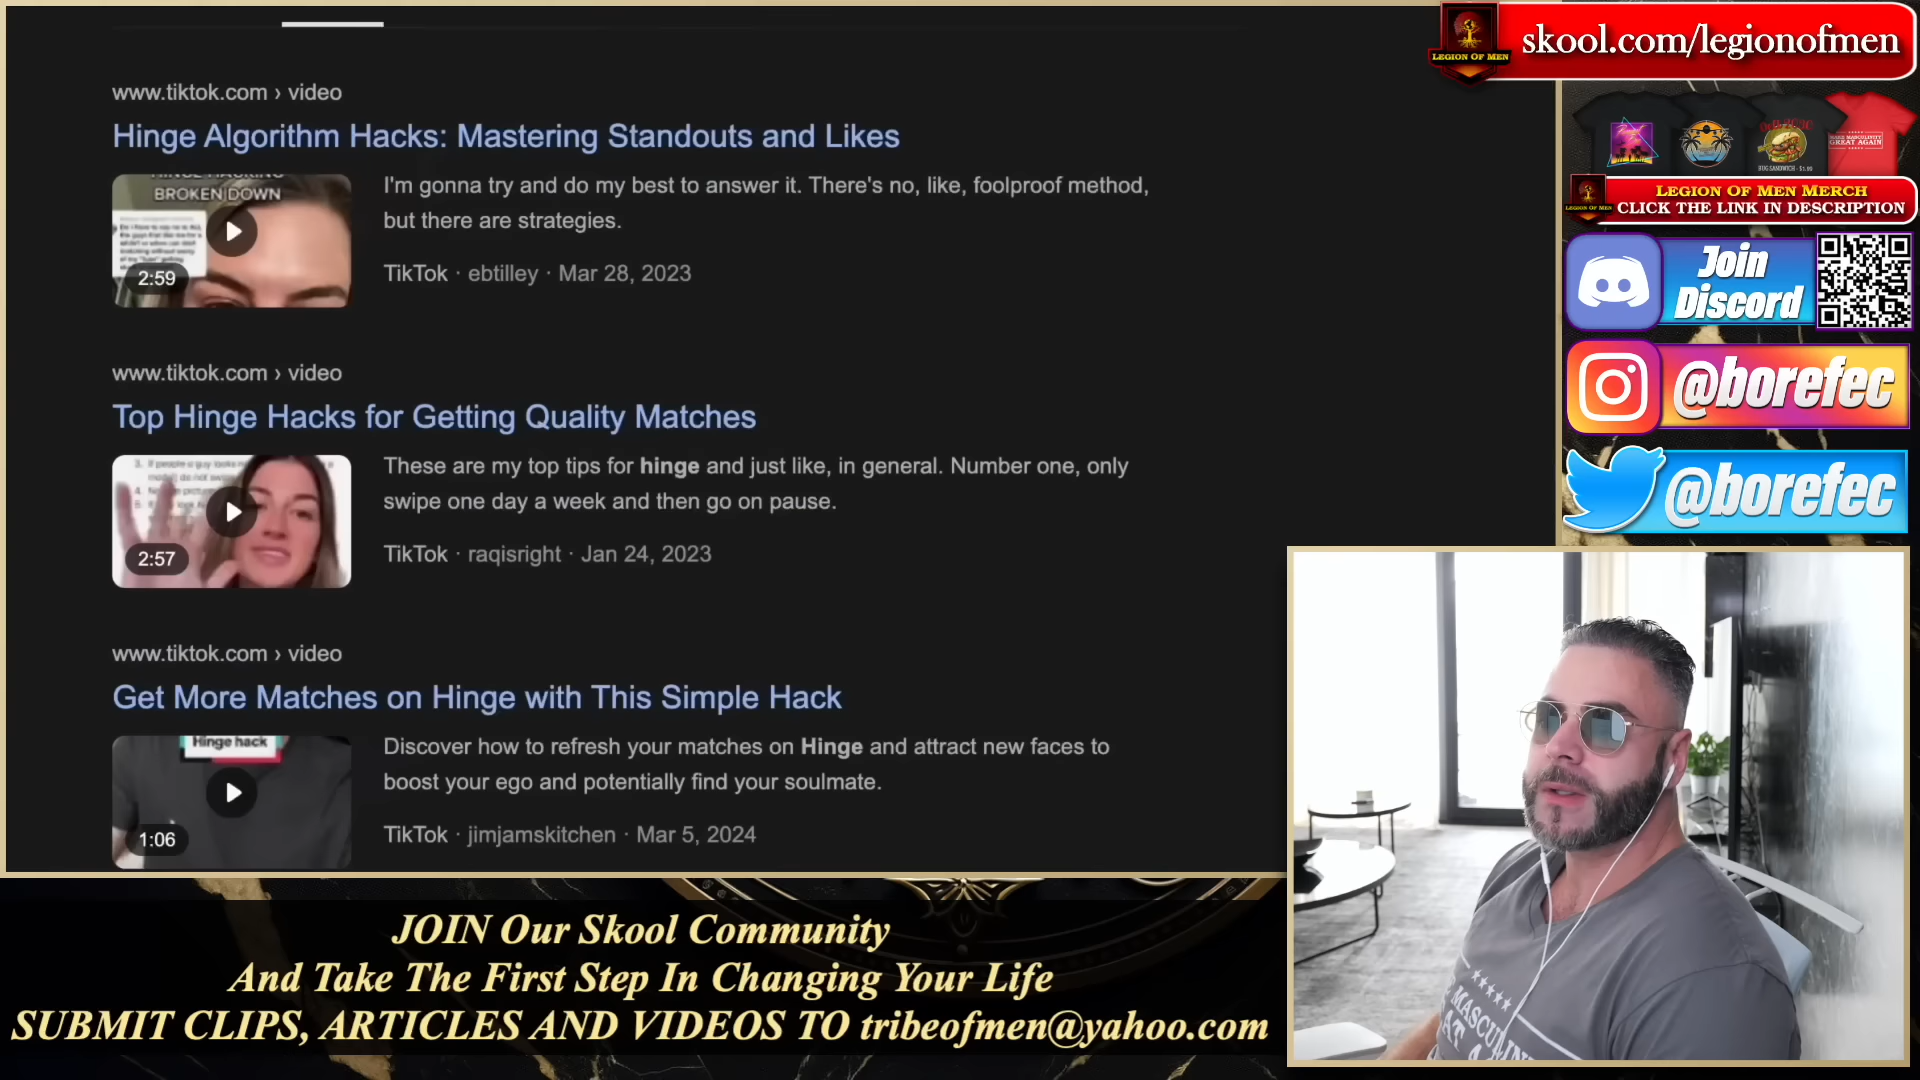 www.tiktok.com › video
Hinge Algorithm Hacks: Mastering Standouts and Likes
BROKEN DOWN
2:59
I'm gonna try and do my best to answer it. There's no, like, foolproof method,
but there are strategies.
TikTok · ebtilley · Mar 28, 2023
www.tiktok.com › video
Top Hinge Hacks for Getting Quality Matches
2:57
These are my top tips for hinge and just like, in general. Number one, only
swipe one day a week and then go on pause.
TikTok · raqisright · Jan 24, 2023
www.tiktok.com › video
Get More Matches on Hinge with This Simple Hack
Hinge hack
1:06
Discover how to refresh your matches on Hinge and attract new faces to
boost your ego and potentially find your soulmate.
TikTok · jimjamskitchen · Mar 5, 2024
LEGION OF MEN
skool.com/legionofmen
GREAT AGAIN
LEGION OF MEN MERCH
CLICK THE LINK IN DESCRIPTION
LEGION OF MEN
Join
Discord
@borefec
@borefec
MASCULIN
JOIN Our Skool Community
And Take The First Step In Changing Your Life
SUBMIT CLIPS, ARTICLES AND VIDEOS TO tribeofmen@yahoo.com